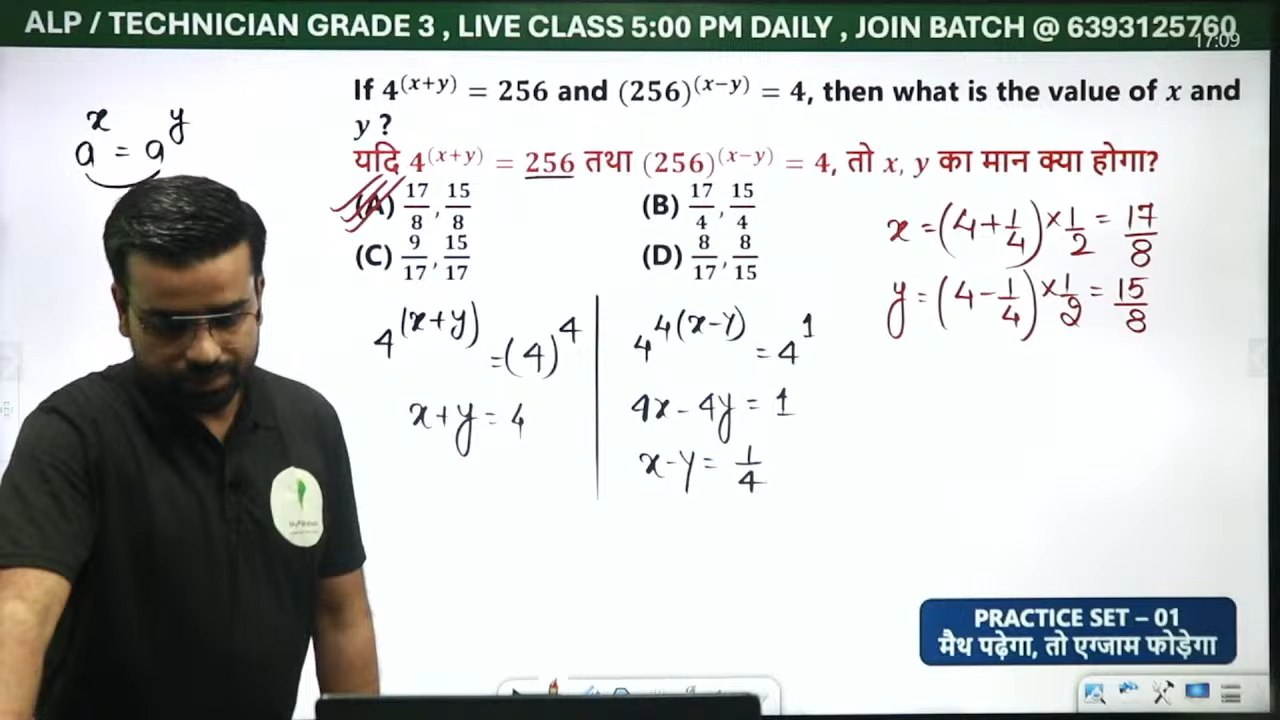 ALP / TECHNICIAN GRADE 3 , LIVE CLASS 5:00 PM DAILY , JOIN BATCH @ 6393125760
17:09
If 4^(x+y) = 256 and (256)^(x−y) = 4, then what is the value of x and
y ?
यदि 4^(x+y) = 256 तथा (256)^(x−y) = 4, तो x, y का मान क्या होगा?
(A) 17/8, 15/8
(B) 17/4, 15/4
(C) 9/17, 15/17
(D) 8/17, 8/15
a^x = a^y
4^(x+y) = (4)^4
x+y = 4
4^4(x-y) = 4^1
4x - 4y = 1
x-y = 1/4
x = (4+1/4)×1/2 = 17/8
y = (4-1/4)×1/2 = 15/8
PRACTICE SET – 01
मैथ पढ़ेगा, तो एग्जाम फोड़ेगा